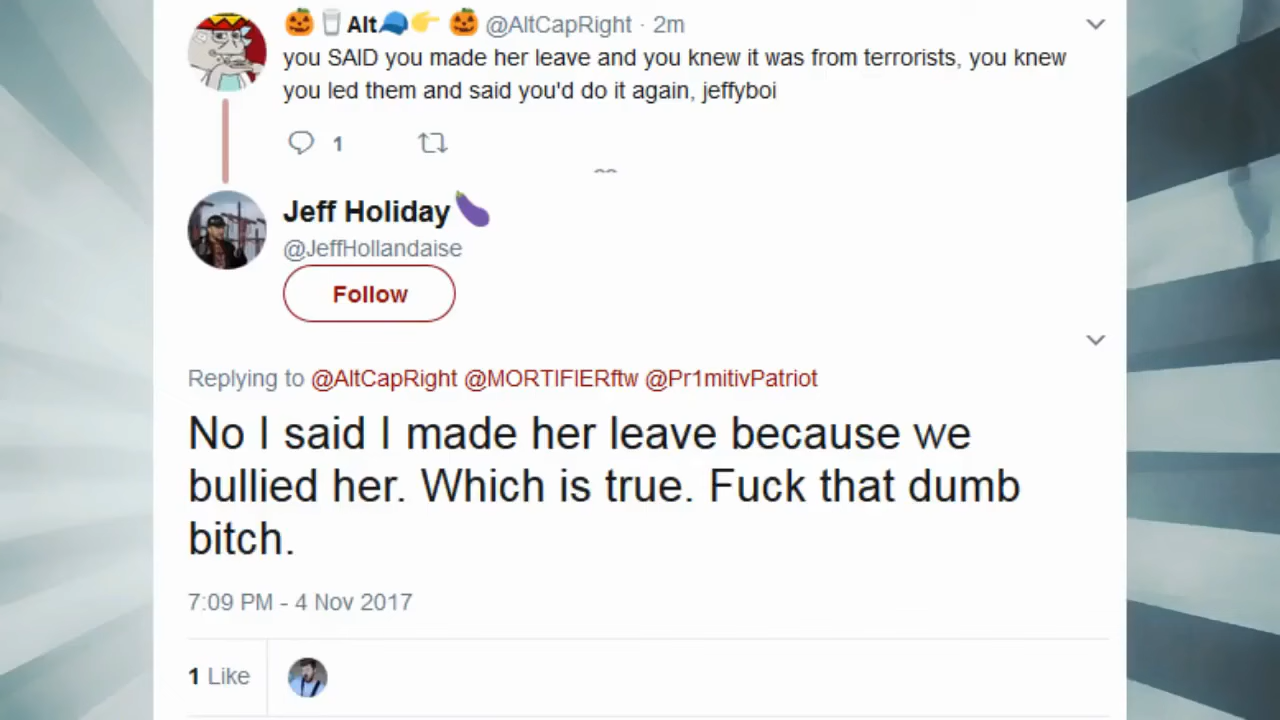 🎃🥛Alt🧢👉 🎃 @AltCapRight · 2m
you SAID you made her leave and you knew it was from terrorists, you knew
you led them and said you'd do it again, jeffyboi
1
Jeff Holiday🍆
@JeffHollandaise
Follow
Replying to @AltCapRight @MORTIFIERftw @Pr1mitivPatriot
No I said I made her leave because we
bullied her. Which is true. Fuck that dumb
bitch.
7:09 PM - 4 Nov 2017
1 Like